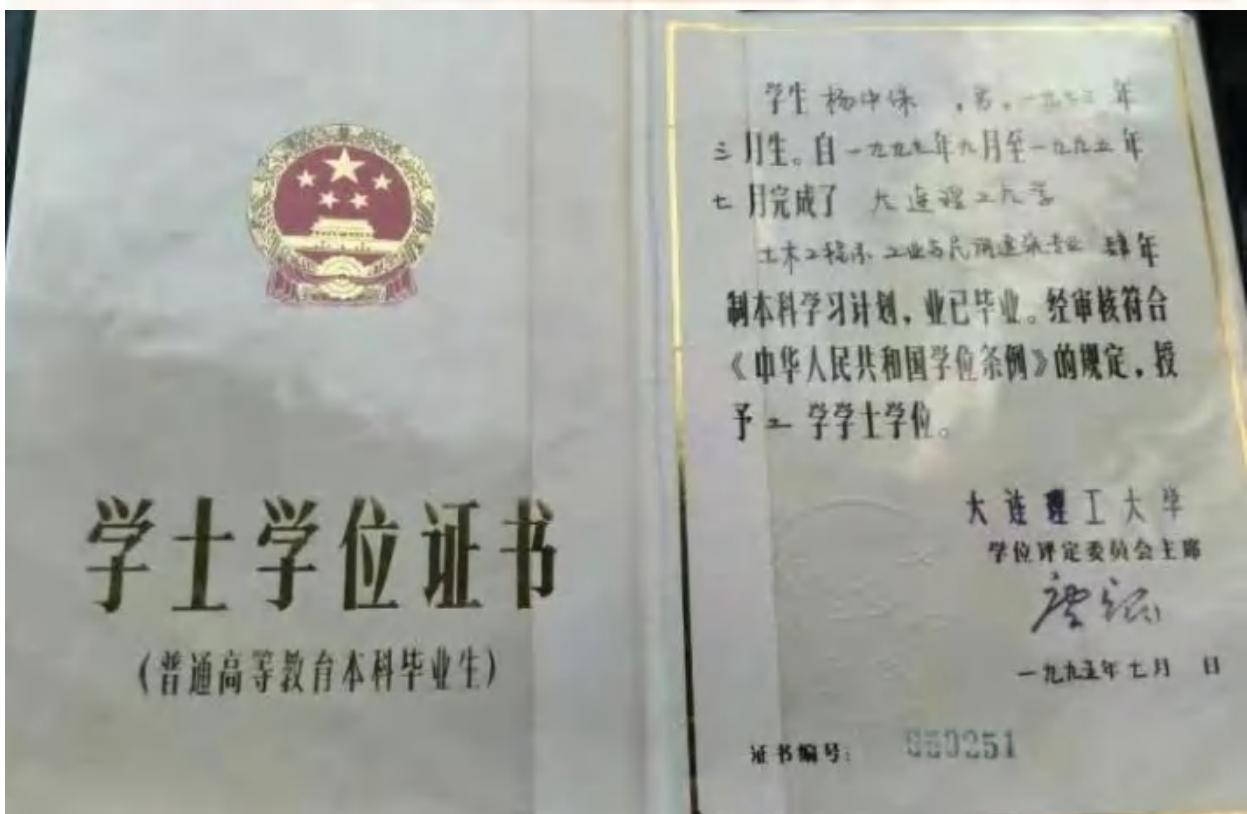 学士学位证书
(普通高等教育本科毕业生)
学生 杨中保 ,男,一九七三 年
三 月生。自 一九九 年九月至一九九五 年
七 月完成了 大连理工大学
土木工程系 工业与民用建筑专业 肆 年
制本科学习计划,业已毕业。经审核符合
《中华人民共和国学位条例》的规定,授
予 工 学学士学位。
大连理工大学
学位评定委员会主席
一九九五年七月 日
证书编号: 950251